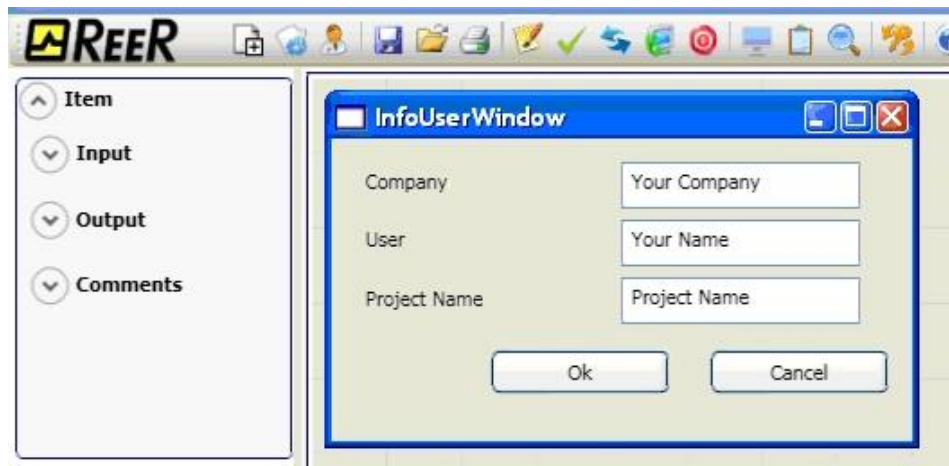 REER
Item
Input
Output
Comments
InfoUserWindow
Company
Your Company
User
Your Name
Project Name
Project Name
Ok
Cancel